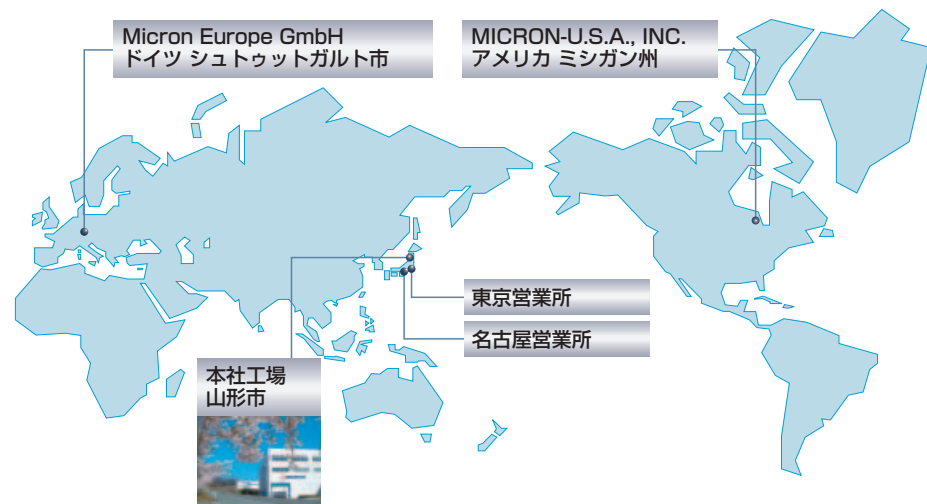 Micron Europe GmbH
ドイツ シュトゥットガルト市
MICRON-U.S.A., INC.
アメリカ ミシガン州
東京営業所
名古屋営業所
本社工場
山形市